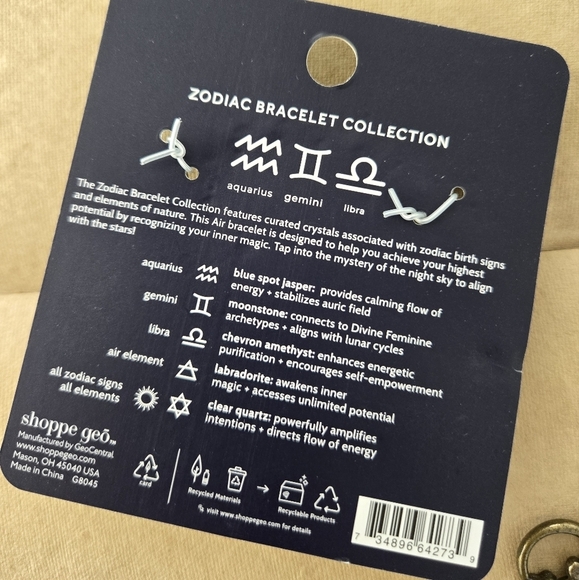 ZODIAC BRACELET COLLECTION
aquarius gemini libra
The Zodiac Bracelet Collection features curated crystals associated with zodiac birth signs
and elements of nature. This Air bracelet is designed to help you achieve your highest
potential by recognizing your inner magic. Tap into the mystery of the night sky to align
with the stars!
aquarius
blue spot jasper: provides calming flow of
energy + stabilizes auric field
gemini
moonstone: connects to Divine Feminine
archetypes + aligns with lunar cycles
libra
chevron amethyst: enhances energetic
purification + encourages self-empowerment
air element
labradorite: awakens inner
magic + accesses unlimited potential
all zodiac signs
all elements
clear quartz: powerfully amplifies
intentions + directs flow of energy
shoppe geō™
Manufactured by GeoCentral
www.shoppegeo.com
Mason, OH 45040 USA
Made in China G8045
card
Recycled Materials
Recyclable Products
visit www.shoppegeo.com for details
7 34896 64273 9